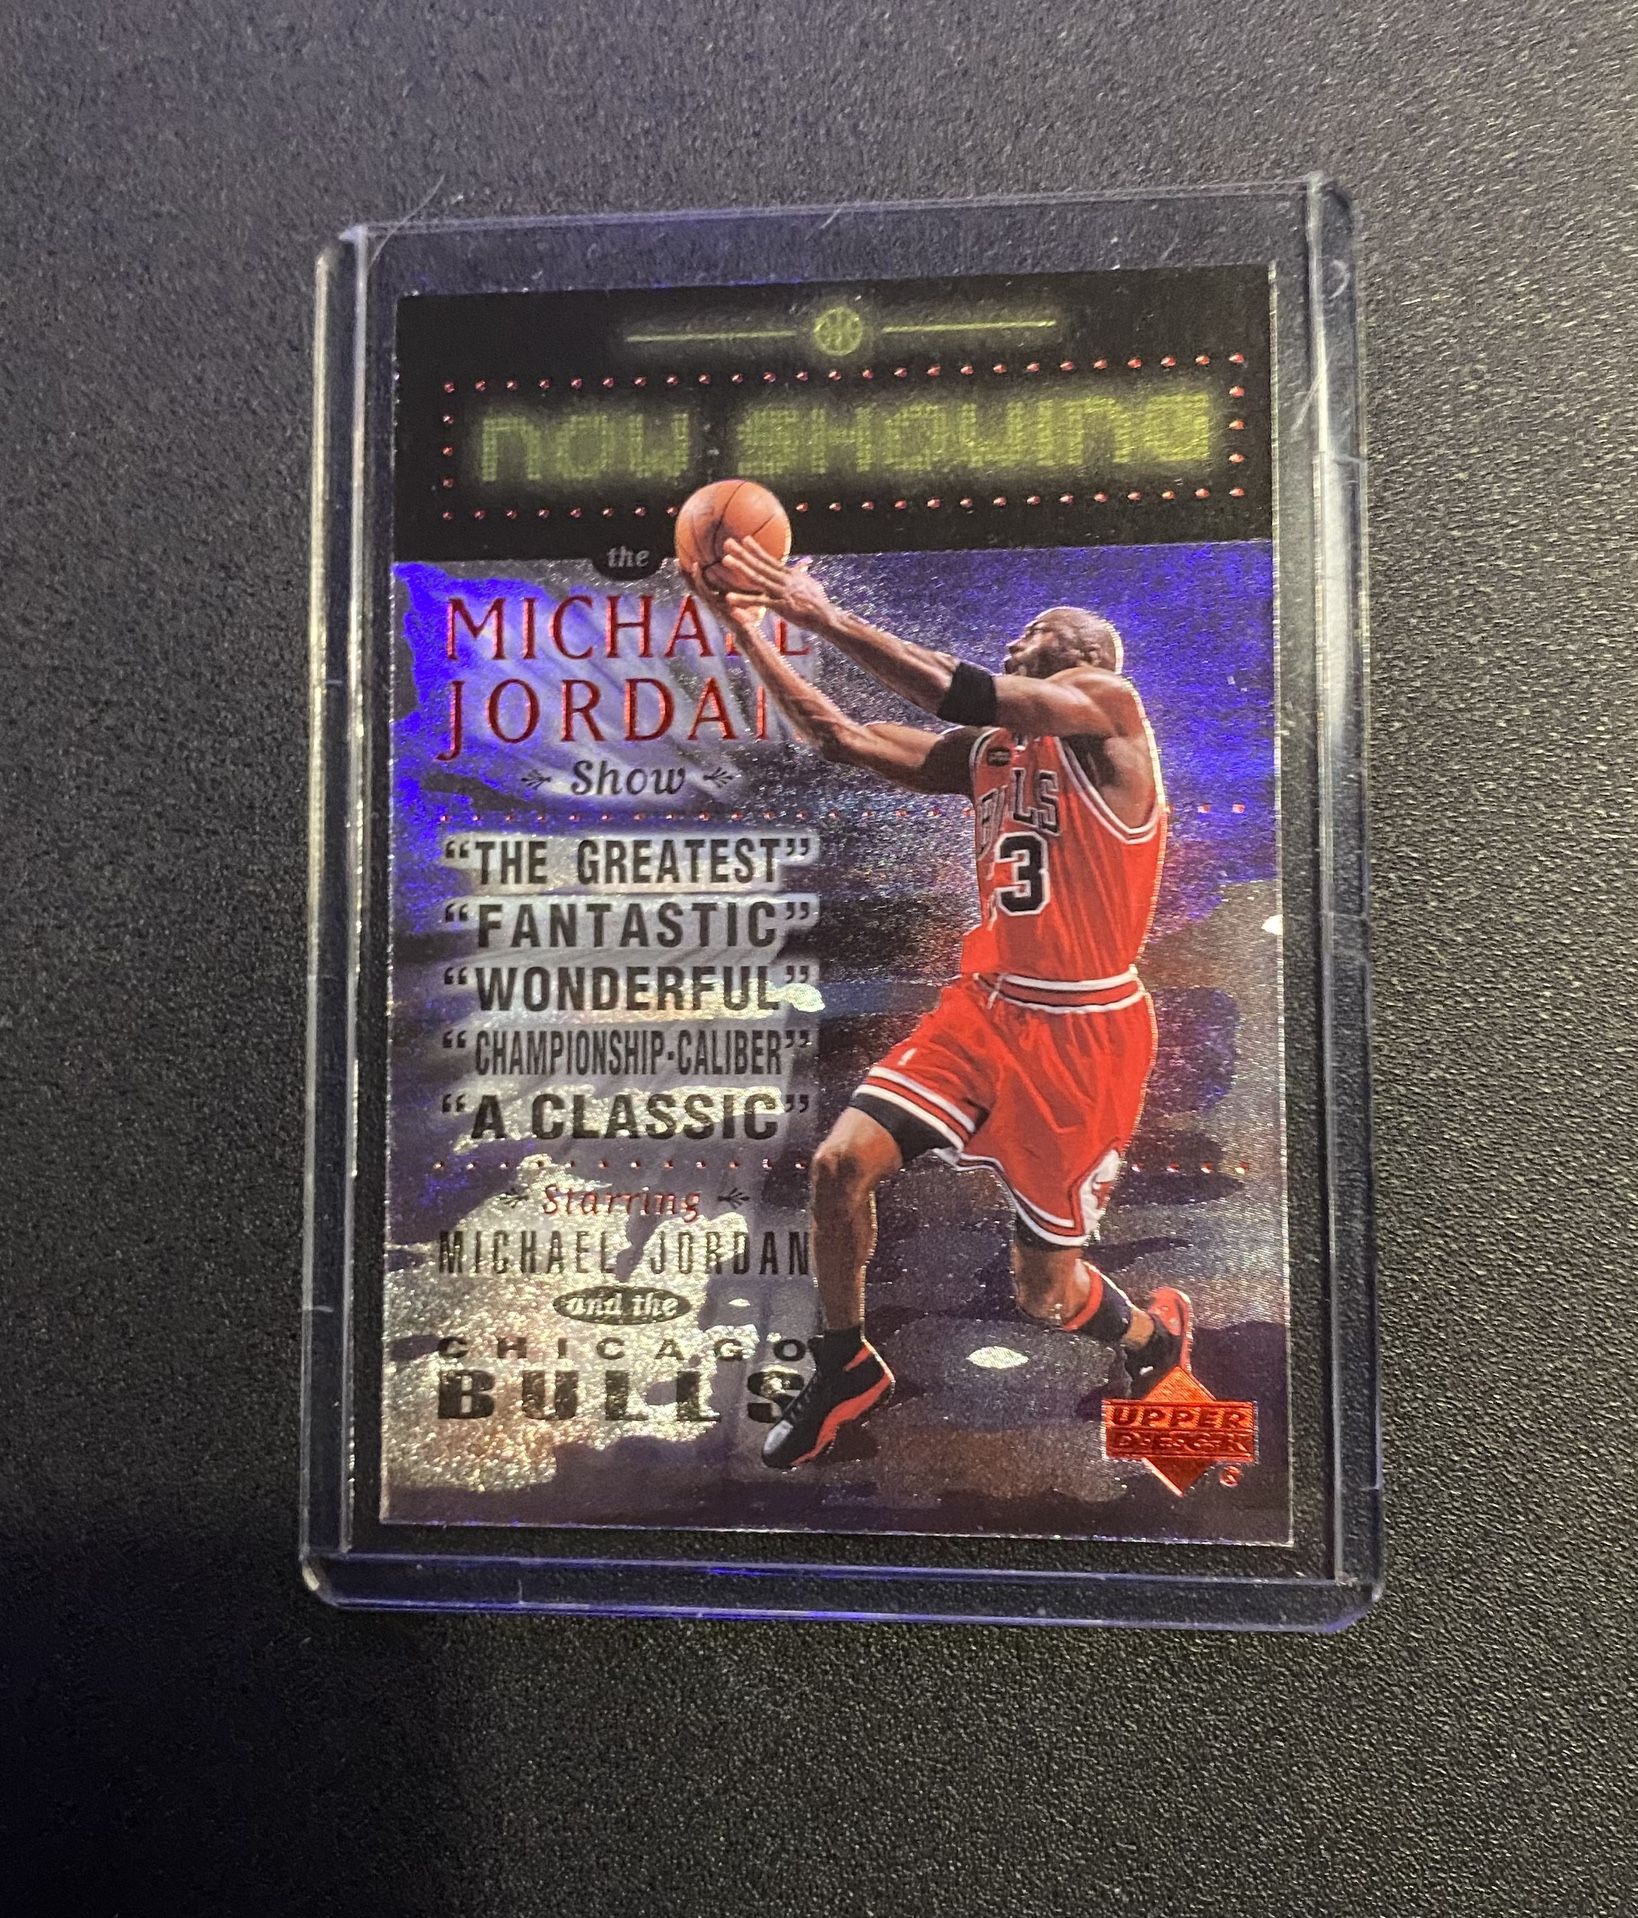 NOW SHOWING
the
MICHAEL
JORDAN
Show
“THE GREATEST”
“FANTASTIC”
“WONDERFUL”
“CHAMPIONSHIP-CALIBER”
“A CLASSIC”
Starring
MICHAEL JORDAN
and the
CHICAGO
BULLS
BULLS
23
UPPER
DECK